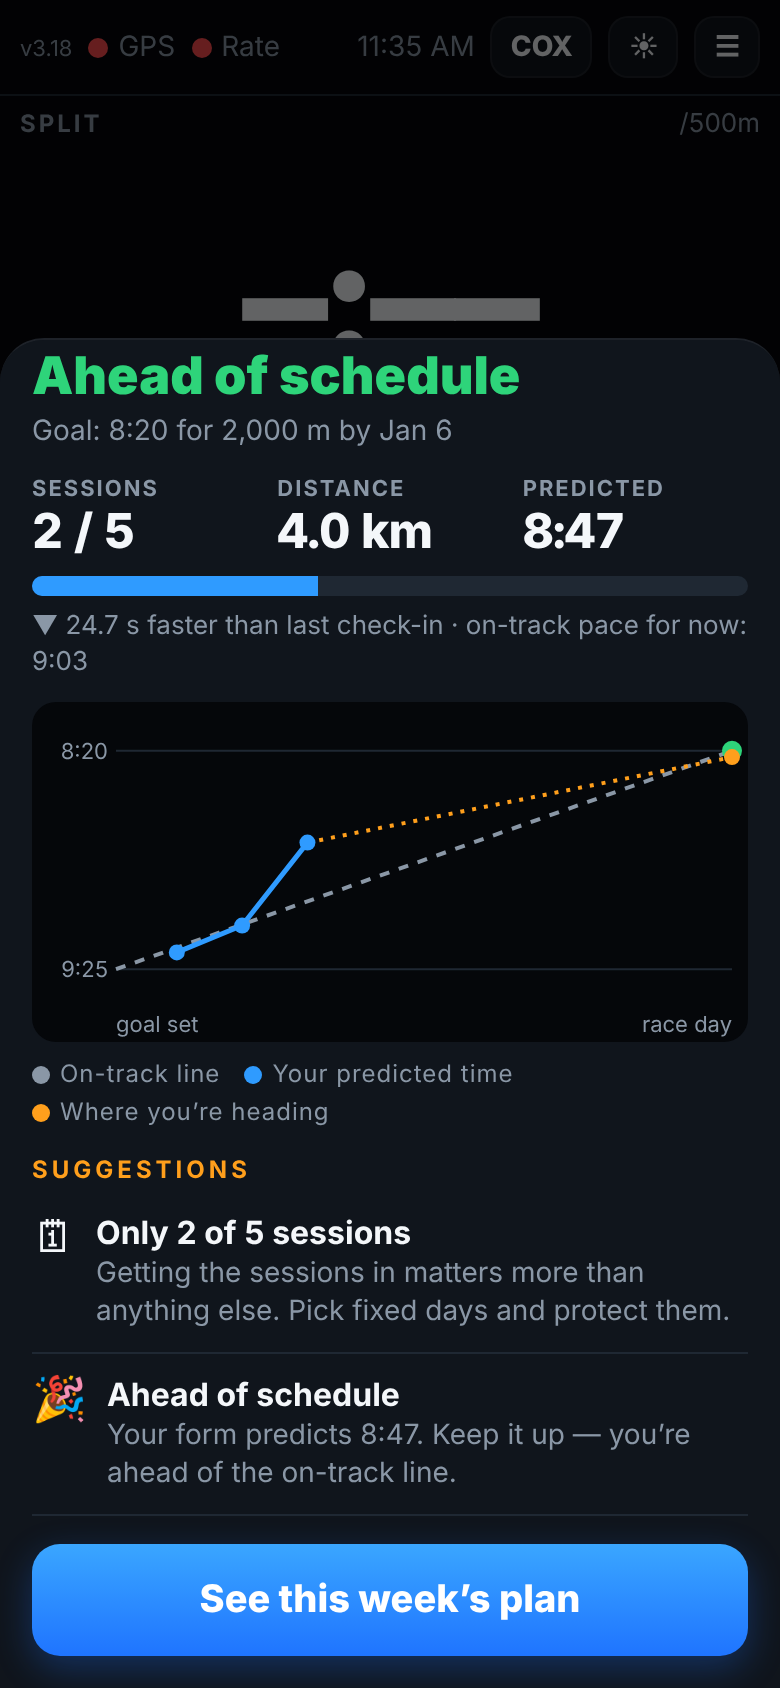 v3.18 GPS Rate 11:35 AM COX ☀ ☰
SPLIT /500m
Ahead of schedule
Goal: 8:20 for 2,000 m by Jan 6
SESSIONS DISTANCE PREDICTED
2 / 5 4.0 km 8:47
▼ 24.7 s faster than last check-in · on-track pace for now:
9:03
8:20
9:25
goal set race day
On-track line Your predicted time
Where you’re heading
SUGGESTIONS
Only 2 of 5 sessions
Getting the sessions in matters more than
anything else. Pick fixed days and protect them.
Ahead of schedule
Your form predicts 8:47. Keep it up — you’re
ahead of the on-track line.
See this week’s plan